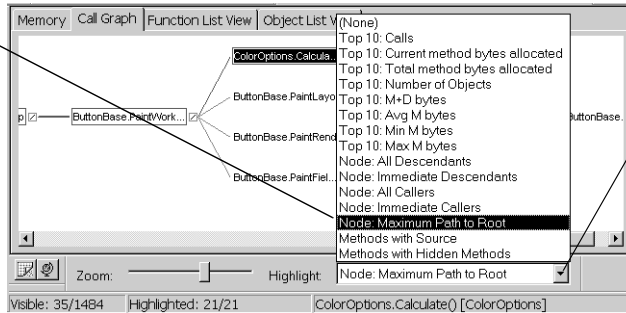 Memory Call Graph Function List View Object List V
(None)
Top 10: Calls
Top 10: Current method bytes allocated
Top 10: Total method bytes allocated
Top 10: Number of Objects
Top 10: M+D bytes
Top 10: Avg M bytes
Top 10: Min M bytes
Top 10: Max M bytes
Node: All Descendants
Node: Immediate Descendants
Node: All Callers
Node: Immediate Callers
Node: Maximum Path to Root
Methods with Source
Methods with Hidden Methods
ColorOptions.Calcula...
ButtonBase.PaintLayo
p ButtonBase.PaintWork... ButtonBase.
ButtonBase.PaintRend
ButtonBase.PaintFiel...
Zoom: Highlight: Node: Maximum Path to Root
Visible: 35/1484 Highlighted: 21/21 ColorOptions.Calculate() [ColorOptions]